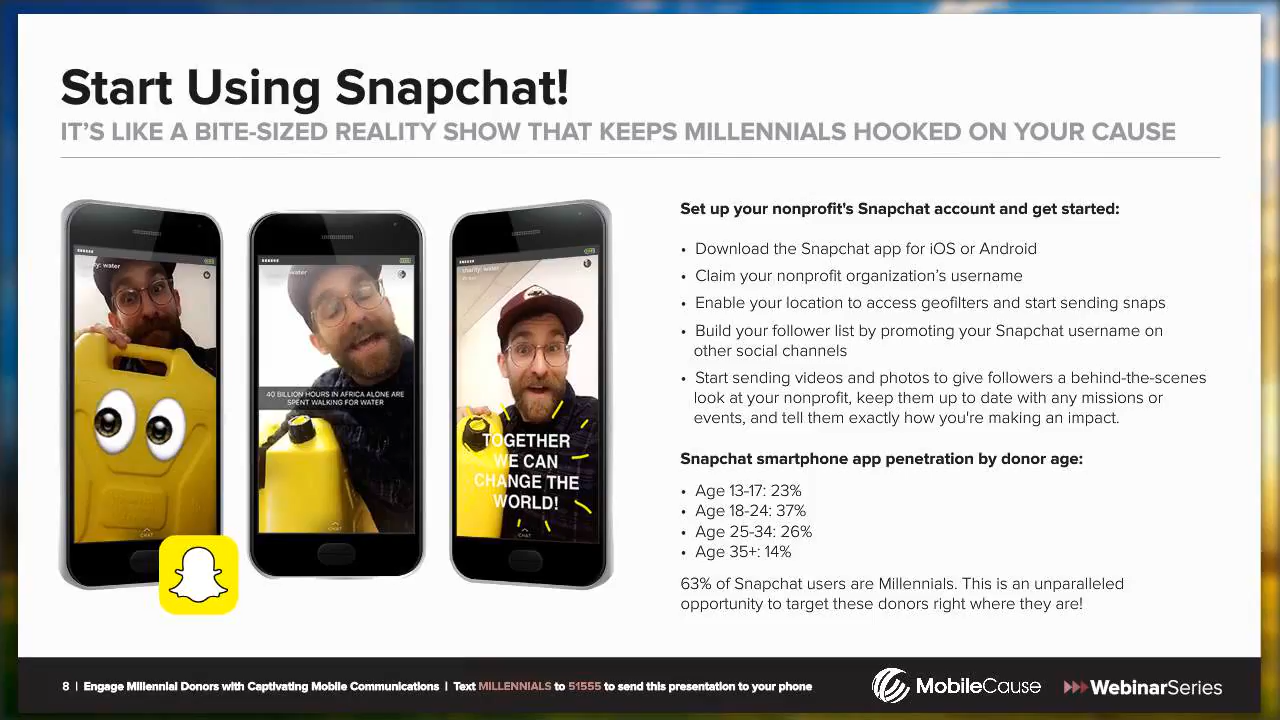 Start Using Snapchat!
IT'S LIKE A BITE-SIZED REALITY SHOW THAT KEEPS MILLENNIALS HOOKED ON YOUR CAUSE
water
water
charity: water
40 BILLION HOURS IN AFRICA ALONE ARE
SPENT WALKING FOR WATER
TOGETHER
WE CAN
CHANGE THE
WORLD!
CHAT
CHAT
CHAT
Set up your nonprofit's Snapchat account and get started:
• Download the Snapchat app for iOS or Android
• Claim your nonprofit organization's username
• Enable your location to access geofilters and start sending snaps
• Build your follower list by promoting your Snapchat username on
other social channels
• Start sending videos and photos to give followers a behind-the-scenes
look at your nonprofit, keep them up to date with any missions or
events, and tell them exactly how you're making an impact.
Snapchat smartphone app penetration by donor age:
• Age 13-17: 23%
• Age 18-24: 37%
• Age 25-34: 26%
• Age 35+: 14%
63% of Snapchat users are Millennials. This is an unparalleled
opportunity to target these donors right where they are!
8 | Engage Millennial Donors with Captivating Mobile Communications | Text MILLENNIALS to 51555 to send this presentation to your phone
MobileCause
WebinarSeries